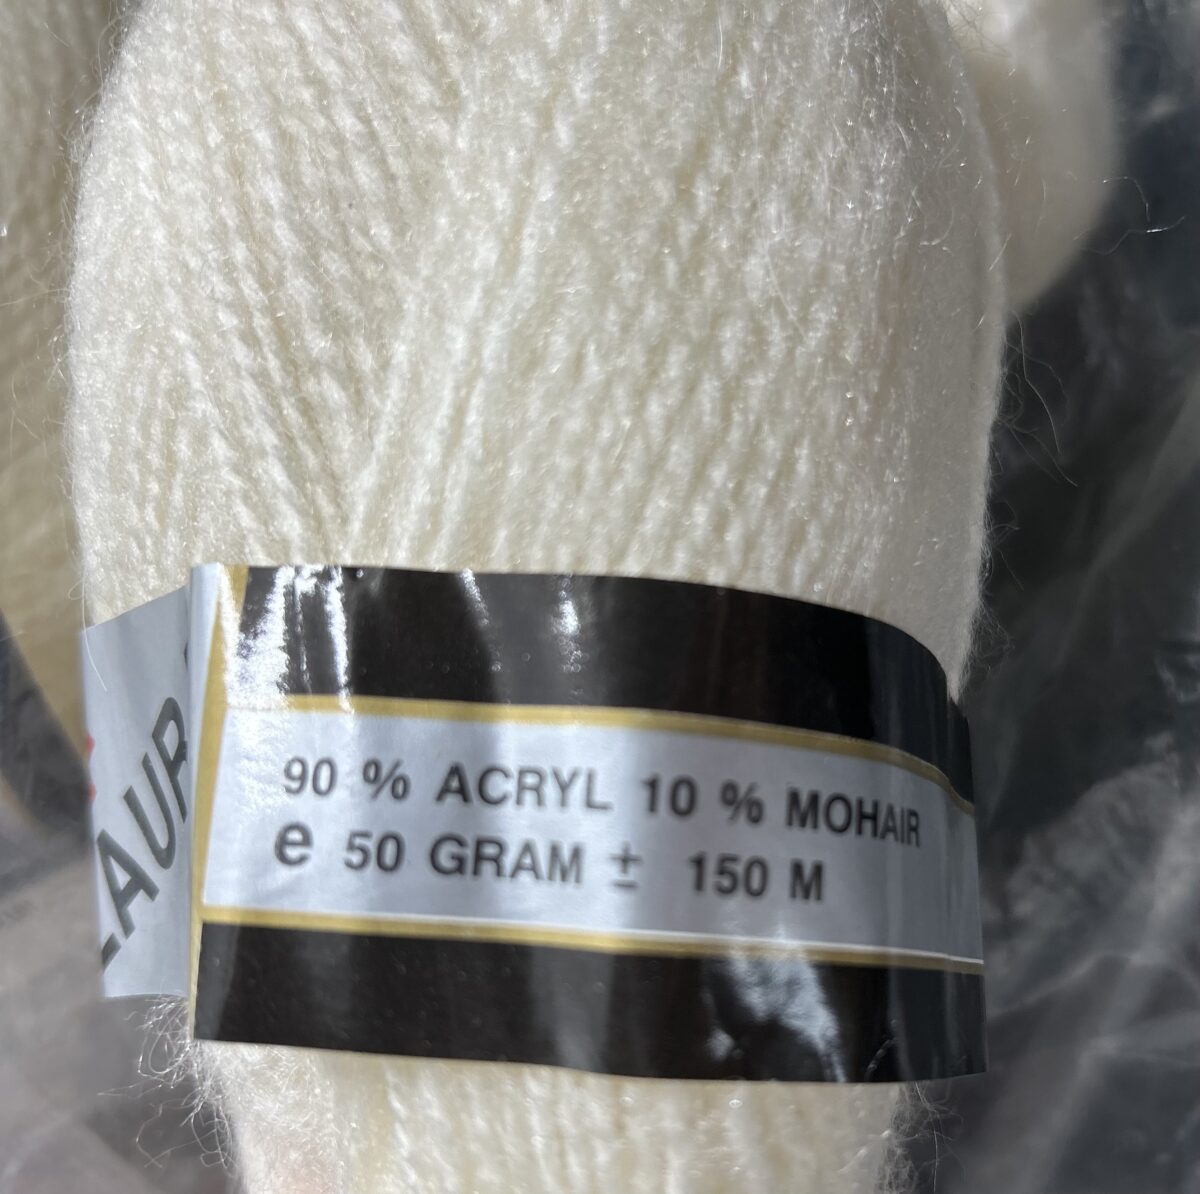 90 % ACRYL 10 % MOHAIR
e 50 GRAM ± 150 M